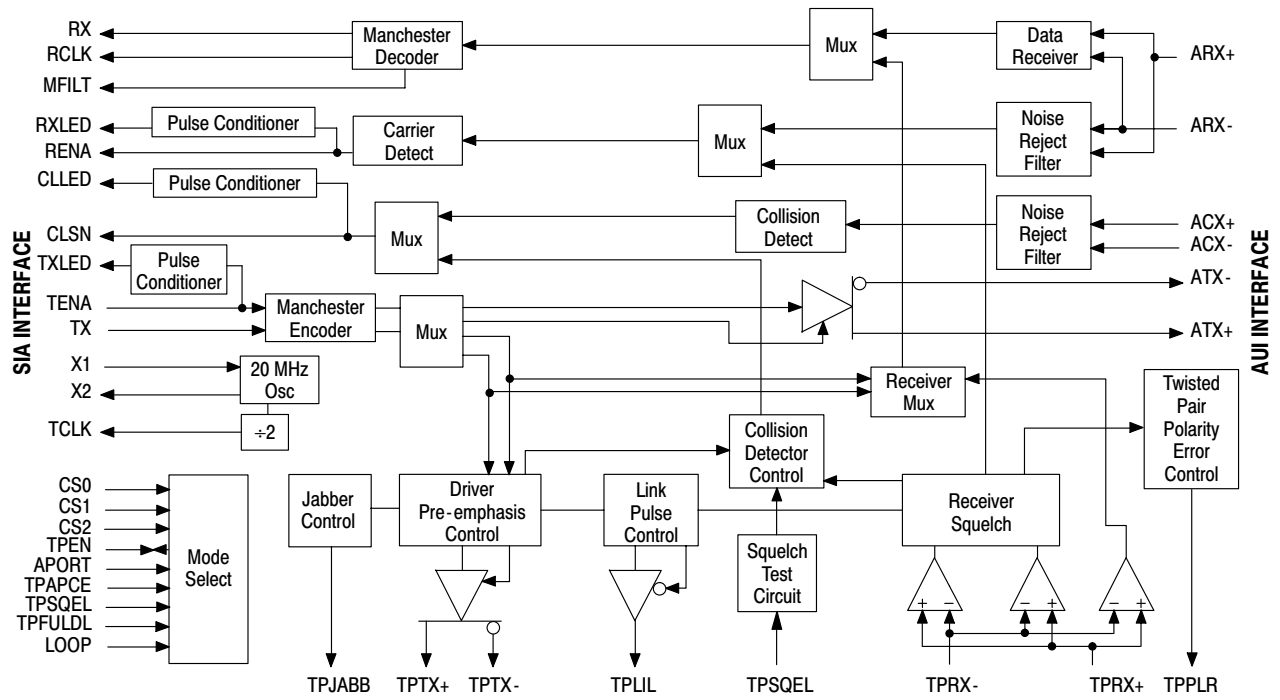 RX
RCLK
MFILT
RXLED
RENA
CLLED
CLSN
TXLED
TENA
TX
X1
X2
TCLK
CS0
CS1
CS2
TPEN
APORT
TPAPCE
TPSQEL
TPFULDL
LOOP
SIA INTERFACE
Manchester
Decoder
Pulse Conditioner
Carrier
Detect
Pulse Conditioner
Mux
Pulse
Conditioner
Manchester
Encoder
Mux
20 MHz
Osc
÷2
Mode
Select
Mux
Data
Receiver
Mux
Noise
Reject
Filter
Collision
Detect
Noise
Reject
Filter
Receiver
Mux
Twisted
Pair
Polarity
Error
Control
Jabber
Control
Driver
Pre-emphasis
Control
Link
Pulse
Control
Collision
Detector
Control
Squelch
Test
Circuit
Receiver
Squelch
+ −
− +
− +
ARX+
ARX-
ACX+
ACX-
ATX-
ATX+
AUI INTERFACE
TPJABB
TPTX+
TPTX-
TPLIL
TPSQEL
TPRX-
TPRX+
TPPLR